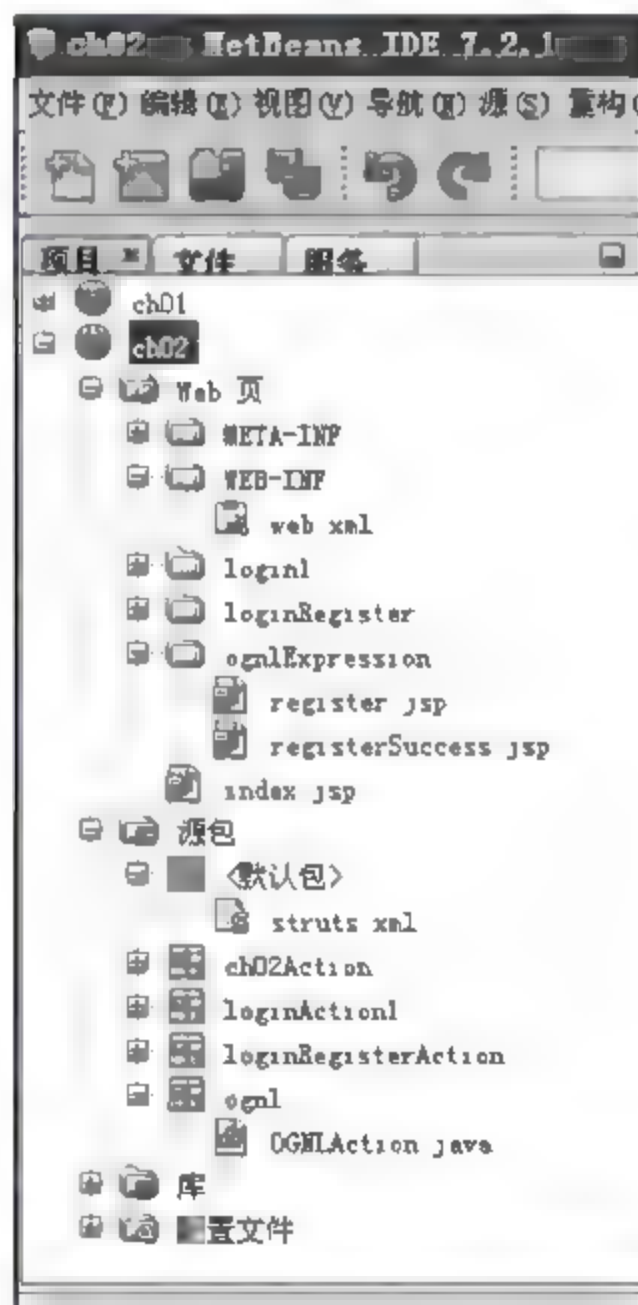 ch02 NetBeans IDE 7.2.1
文件(F) 编辑(E) 视图(V) 导航(N) 源(S) 重构(
项目 × 文件 服务
ch01
ch02
Web 页
META-INF
WEB-INF
web xml
login1
loginRegister
ognlExpression
register jsp
registerSuccess jsp
index jsp
源包
<默认包>
struts xml
ch02Action
loginAction1
loginRegisterAction
ognl
OGNLAction java
库
置文件